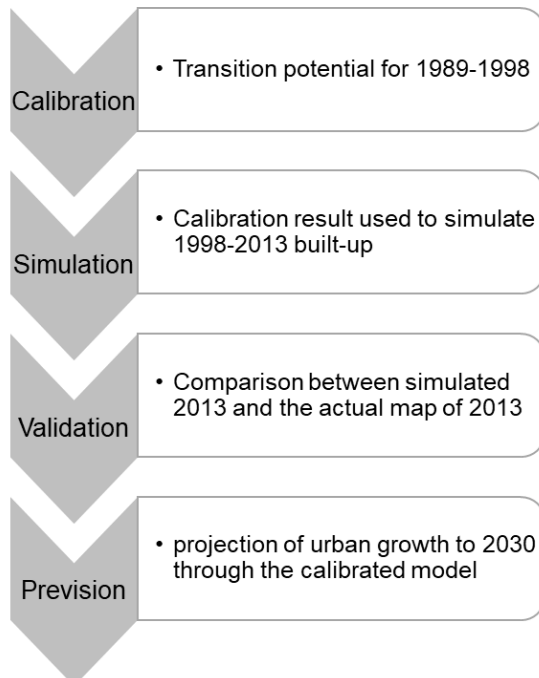 Calibration
• Transition potential for 1989-1998
Simulation
• Calibration result used to simulate
1998-2013 built-up
Validation
• Comparison between simulated
2013 and the actual map of 2013
Prevision
• projection of urban growth to 2030
through the calibrated model